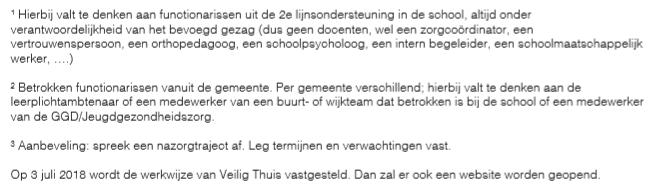 ¹ Hierbij valt te denken aan functionarissen uit de 2e lijnsondersteuning in de school, altijd onder
verantwoordelijkheid van het bevoegd gezag (dus geen docenten, wel een zorgcoördinator, een
vertrouwenspersoon, een orthopedagoog, een schoolpsycholoog, een intern begeleider, een schoolmaatschappelijk
werker, ….)
² Betrokken functionarissen vanuit de gemeente. Per gemeente verschillend; hierbij valt te denken aan de
leerplichtambtenaar of een medewerker van een buurt- of wijkteam dat betrokken is bij de school of een medewerker
van de GGD/Jeugdgezondheidszorg.
³ Aanbeveling: spreek een nazorgtraject af. Leg termijnen en verwachtingen vast.
Op 3 juli 2018 wordt de werkwijze van Veilig Thuis vastgesteld. Dan zal er ook een website worden geopend.